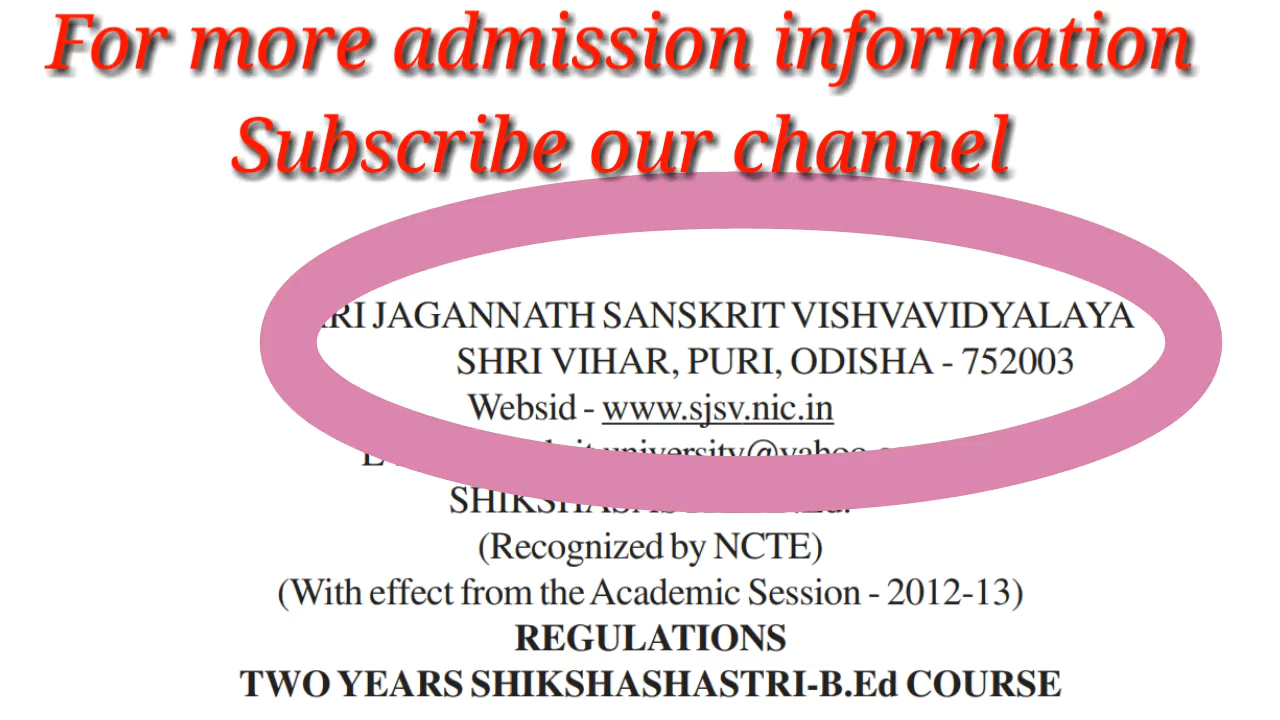 For more admission information
Subscribe our channel
JAGANNATH SANSKRIT VISHVAVIDYALAYA
SHRI VIHAR, PURI, ODISHA - 752003
Websid - www.sjsv.nic.in
(Recognized by NCTE)
(With effect from the Academic Session - 2012-13)
REGULATIONS
TWO YEARS SHIKSHASHASTRI-B.Ed COURSE